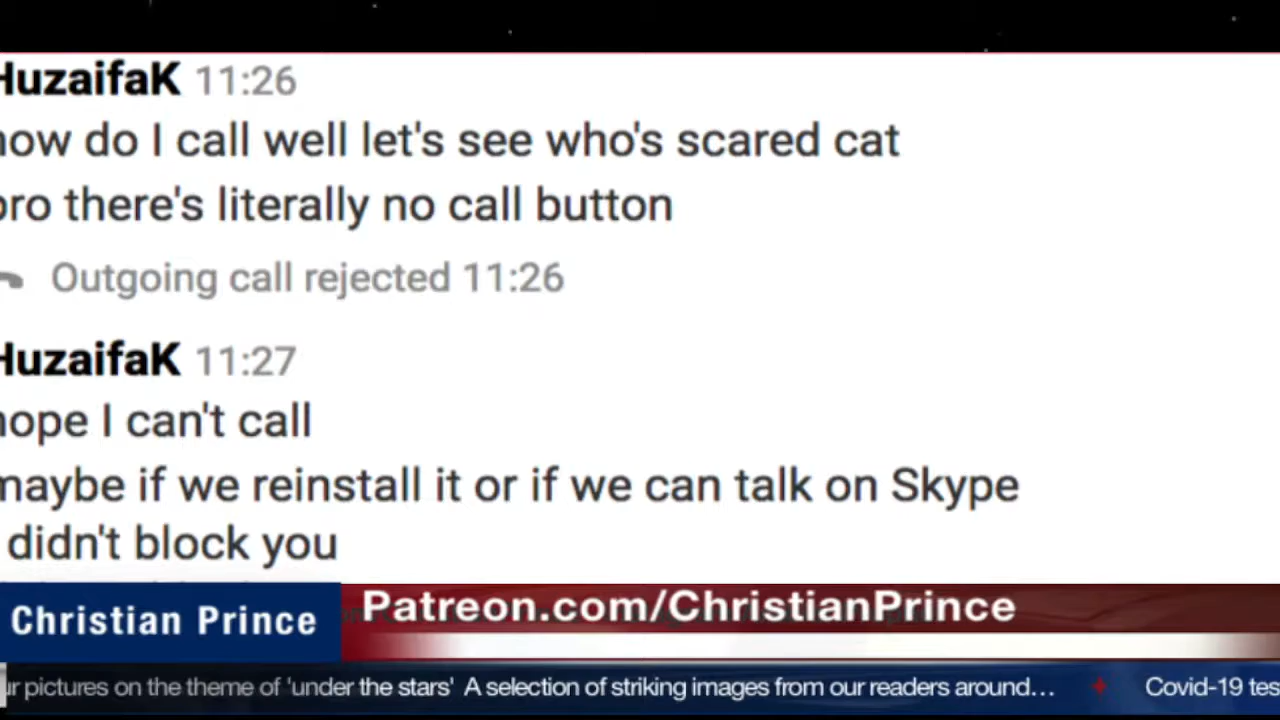 HuzaifaK 11:26
how do I call well let's see who's scared cat
bro there's literally no call button
Outgoing call rejected 11:26
HuzaifaK 11:27
nope I can't call
maybe if we reinstall it or if we can talk on Skype
didn't block you
Christian Prince
Patreon.com/ChristianPrince
pictures on the theme of 'under the stars' A selection of striking images from our readers around...
Covid-19